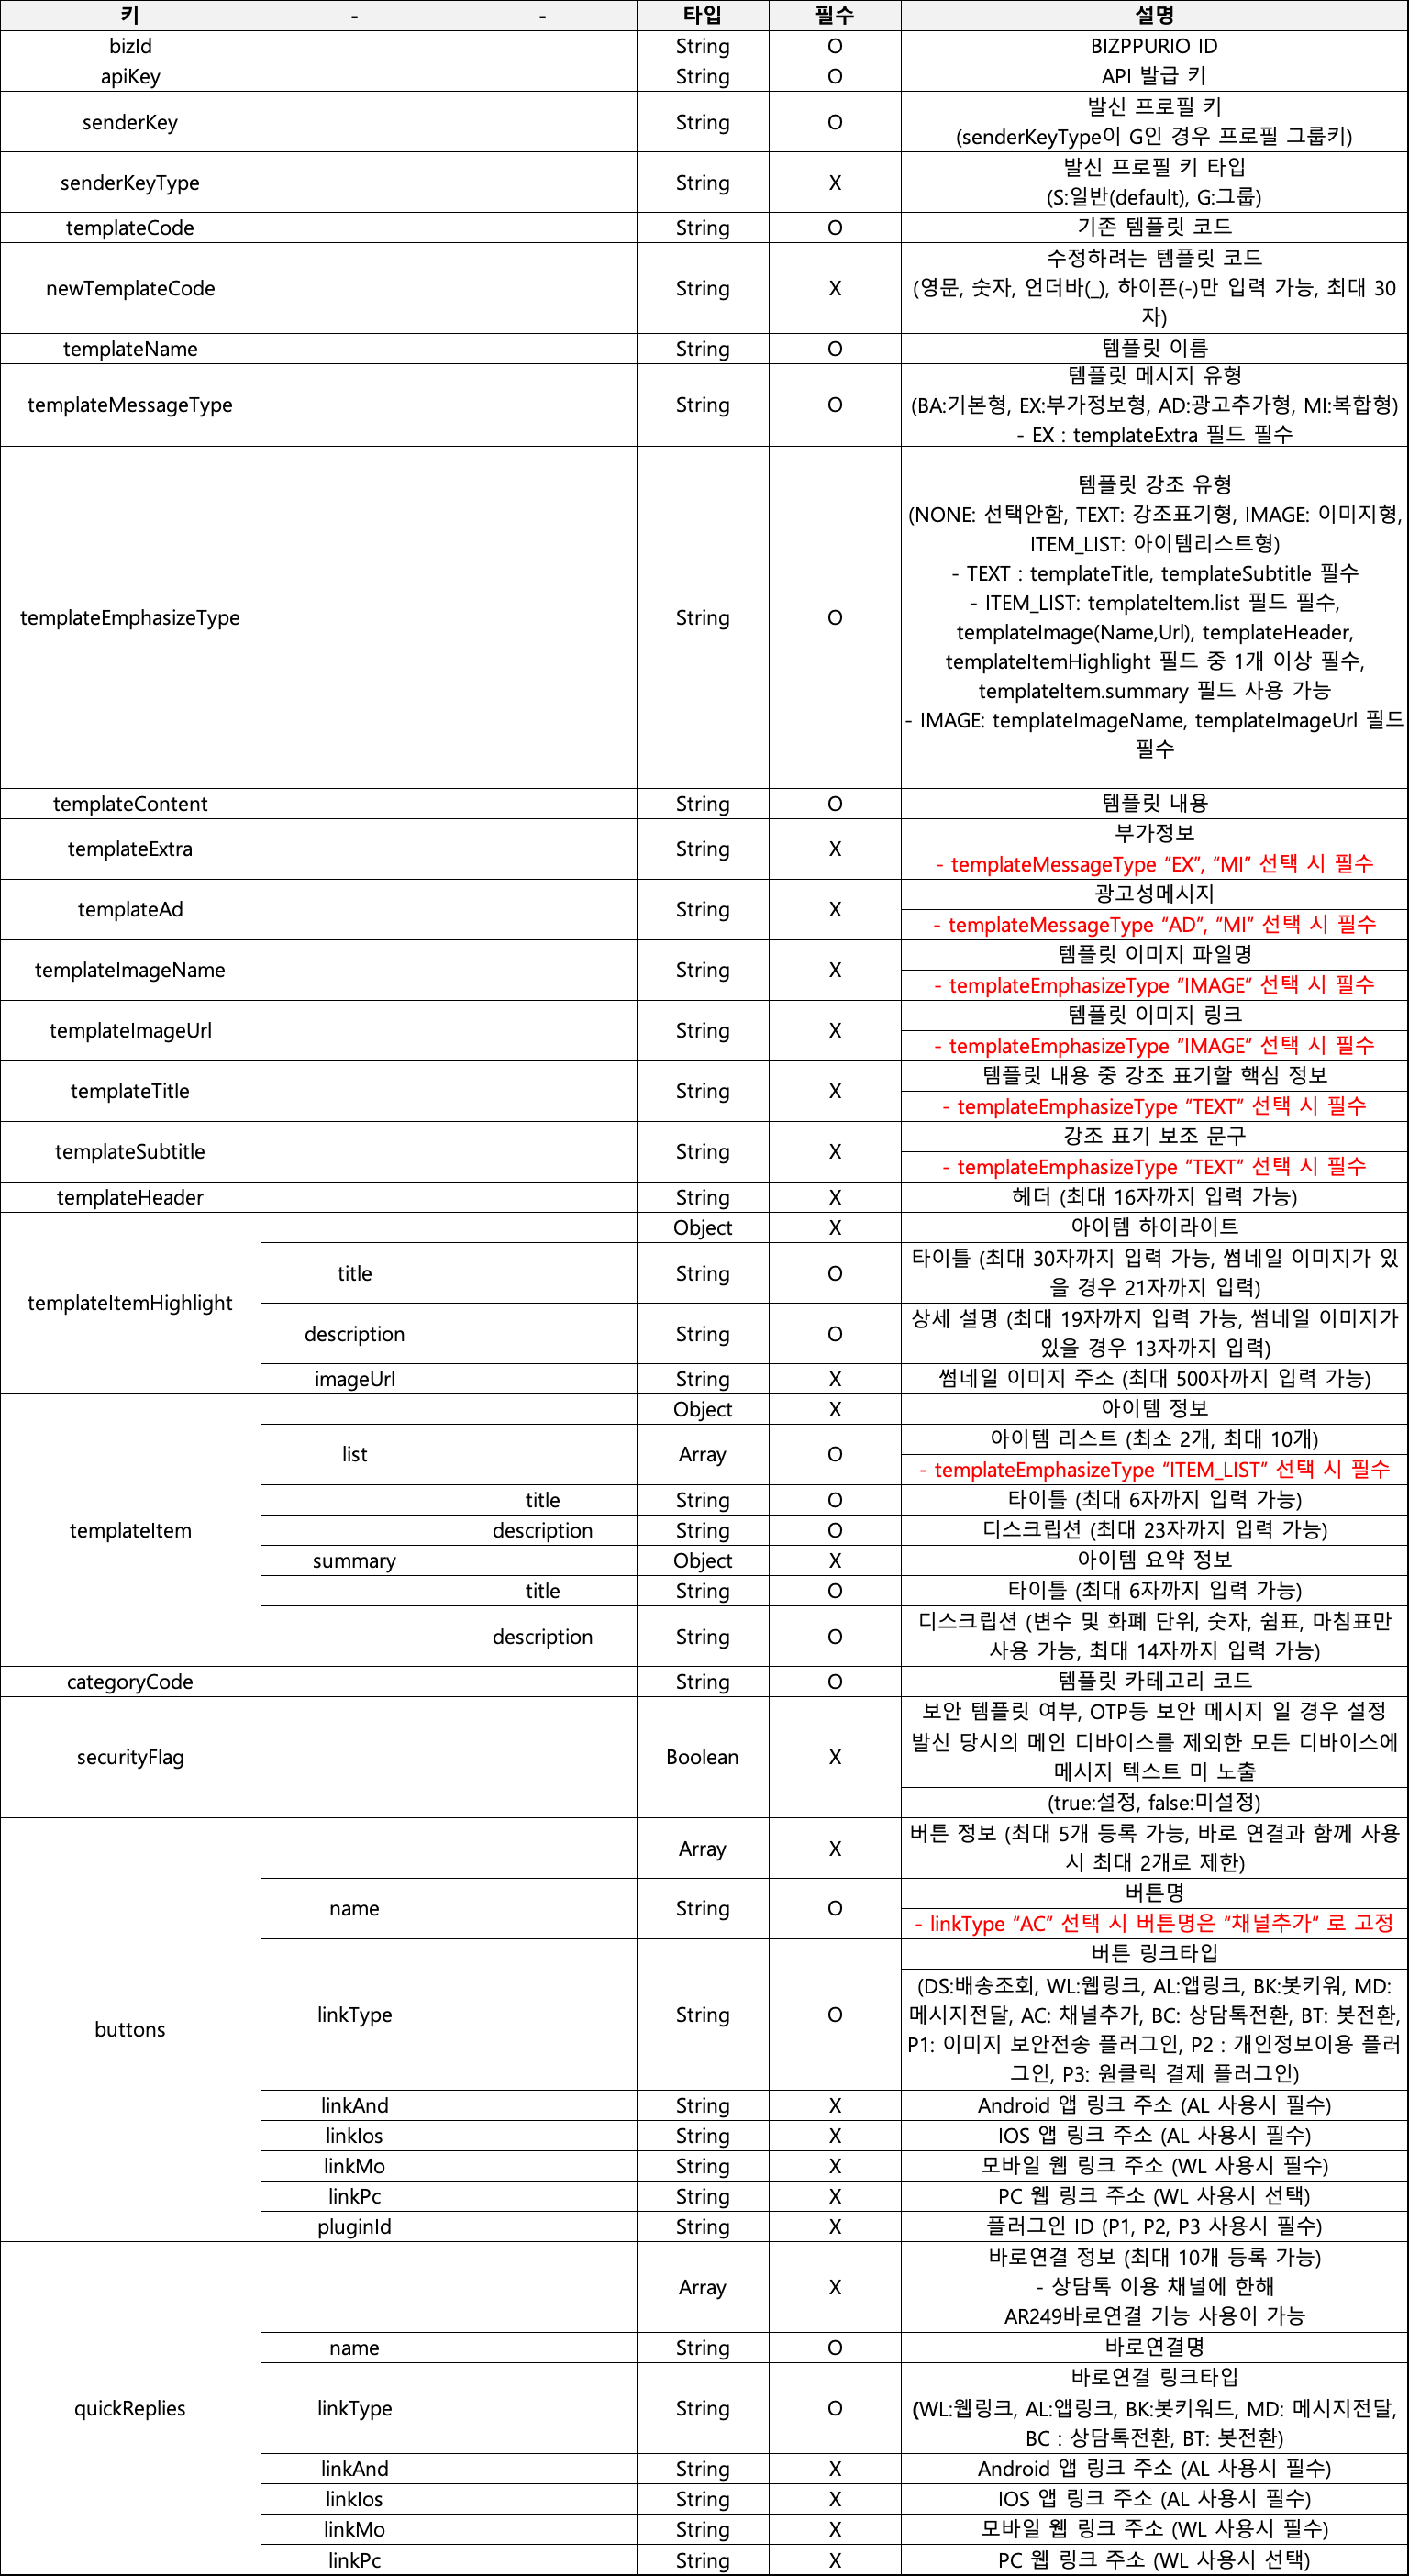 키 - - 타입 필수 설명
bizId String O BIZPPURIO ID
apiKey String O API 발급 키
senderKey String O 발신 프로필 키
(senderKeyType이 G인 경우 프로필 그룹키)
senderKeyType String X 발신 프로필 키 타입
(S:일반(default), G:그룹)
templateCode String O 기존 템플릿 코드
newTemplateCode String X 수정하려는 템플릿 코드
(영문, 숫자, 언더바(_), 하이픈(-)만 입력 가능, 최대 30
자)
templateName String O 템플릿 이름
templateMessageType String O 템플릿 메시지 유형
(BA:기본형, EX:부가정보형, AD:광고추가형, MI:복합형)
- EX : templateExtra 필드 필수
templateEmphasizeType String O 템플릿 강조 유형
(NONE: 선택안함, TEXT: 강조표기형, IMAGE: 이미지형,
ITEM_LIST: 아이템리스트형)
- TEXT : templateTitle, templateSubtitle 필수
- ITEM_LIST: templateItem.list 필드 필수,
templateImage(Name,Url), templateHeader,
templateItemHighlight 필드 중 1개 이상 필수,
templateItem.summary 필드 사용 가능
- IMAGE: templateImageName, templateImageUrl 필드
필수
templateContent String O 템플릿 내용
templateExtra String X 부가정보
- templateMessageType “EX”, “MI” 선택 시 필수
templateAd String X 광고성메시지
- templateMessageType “AD”, “MI” 선택 시 필수
templateImageName String X 템플릿 이미지 파일명
- templateEmphasizeType “IMAGE” 선택 시 필수
templateImageUrl String X 템플릿 이미지 링크
- templateEmphasizeType “IMAGE” 선택 시 필수
templateTitle String X 템플릿 내용 중 강조 표기할 핵심 정보
- templateEmphasizeType “TEXT” 선택 시 필수
templateSubtitle String X 강조 표기 보조 문구
- templateEmphasizeType “TEXT” 선택 시 필수
templateHeader String X 헤더 (최대 16자까지 입력 가능)
templateItemHighlight Object X 아이템 하이라이트
title String O 타이틀 (최대 30자까지 입력 가능, 썸네일 이미지가 있
을 경우 21자까지 입력)
description String O 상세 설명 (최대 19자까지 입력 가능, 썸네일 이미지가
있을 경우 13자까지 입력)
imageUrl String X 썸네일 이미지 주소 (최대 500자까지 입력 가능)
templateItem Object X 아이템 정보
list Array O 아이템 리스트 (최소 2개, 최대 10개)
- templateEmphasizeType “ITEM_LIST” 선택 시 필수
title String O 타이틀 (최대 6자까지 입력 가능)
description String O 디스크립션 (최대 23자까지 입력 가능)
summary Object X 아이템 요약 정보
title String O 타이틀 (최대 6자까지 입력 가능)
description String O 디스크립션 (변수 및 화폐 단위, 숫자, 쉼표, 마침표만
사용 가능, 최대 14자까지 입력 가능)
categoryCode String O 템플릿 카테고리 코드
securityFlag Boolean X 보안 템플릿 여부, OTP등 보안 메시지 일 경우 설정
발신 당시의 메인 디바이스를 제외한 모든 디바이스에
메시지 텍스트 미 노출
(true:설정, false:미설정)
buttons Array X 버튼 정보 (최대 5개 등록 가능, 바로 연결과 함께 사용
시 최대 2개로 제한)
name String O 버튼명
- linkType “AC” 선택 시 버튼명은 “채널추가” 로 고정
linkType String O 버튼 링크타입
(DS:배송조회, WL:웹링크, AL:앱링크, BK:봇키워, MD:
메시지전달, AC: 채널추가, BC: 상담톡전환, BT: 봇전환,
P1: 이미지 보안전송 플러그인, P2 : 개인정보이용 플러
그인, P3: 원클릭 결제 플러그인)
linkAnd String X Android 앱 링크 주소 (AL 사용시 필수)
linkIos String X IOS 앱 링크 주소 (AL 사용시 필수)
linkMo String X 모바일 웹 링크 주소 (WL 사용시 필수)
linkPc String X PC 웹 링크 주소 (WL 사용시 선택)
pluginId String X 플러그인 ID (P1, P2, P3 사용시 필수)
quickReplies Array X 바로연결 정보 (최대 10개 등록 가능)
- 상담톡 이용 채널에 한해
AR249바로연결 기능 사용이 가능
name String O 바로연결명
linkType String O 바로연결 링크타입
(WL:웹링크, AL:앱링크, BK:봇키워드, MD: 메시지전달,
BC : 상담톡전환, BT: 봇전환)
linkAnd String X Android 앱 링크 주소 (AL 사용시 필수)
linkIos String X IOS 앱 링크 주소 (AL 사용시 필수)
linkMo String X 모바일 웹 링크 주소 (WL 사용시 필수)
linkPc String X PC 웹 링크 주소 (WL 사용시 선택)